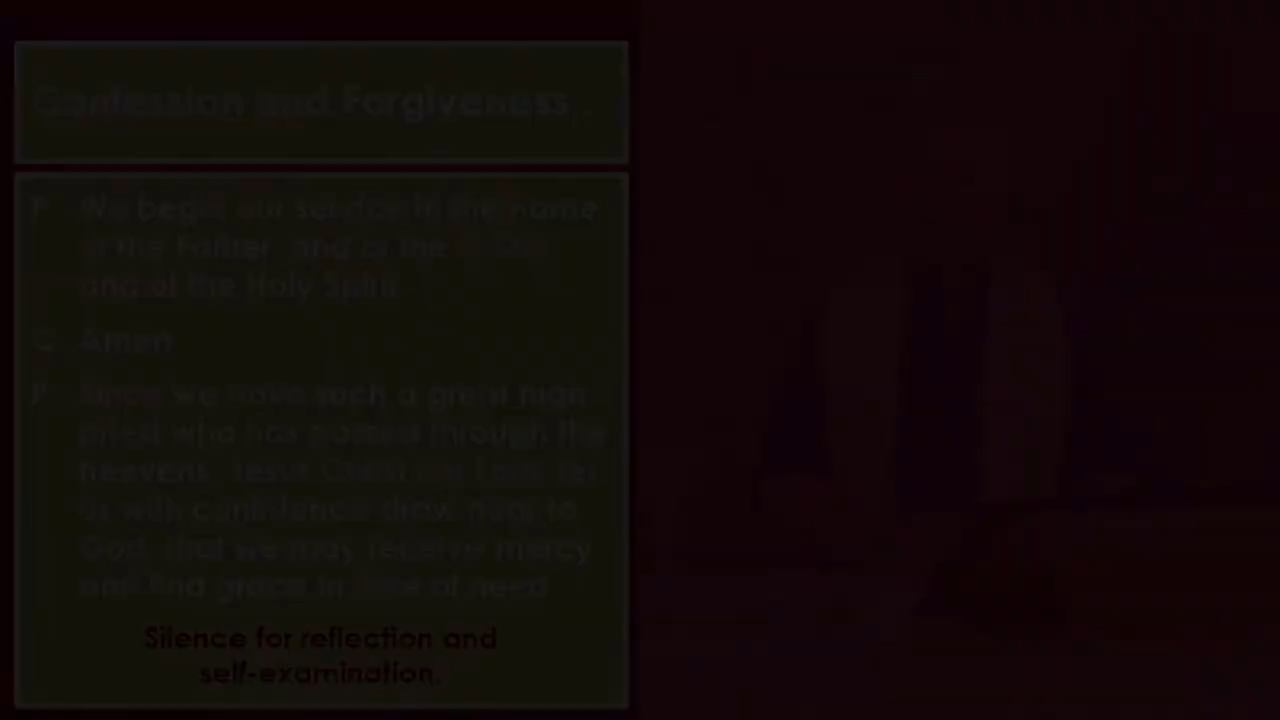 Confession and Forgiveness...
P We begin our service in the name
of the Father, and of the
and of the Holy Spirit.
C Amen
P Since we have such a great high
priest who has passed through the
heavens, Jesus Christ our Lord, let
us with confidence draw near to
God, that we may receive mercy
and find grace in time of need.
Silence for reflection and
self-examination.